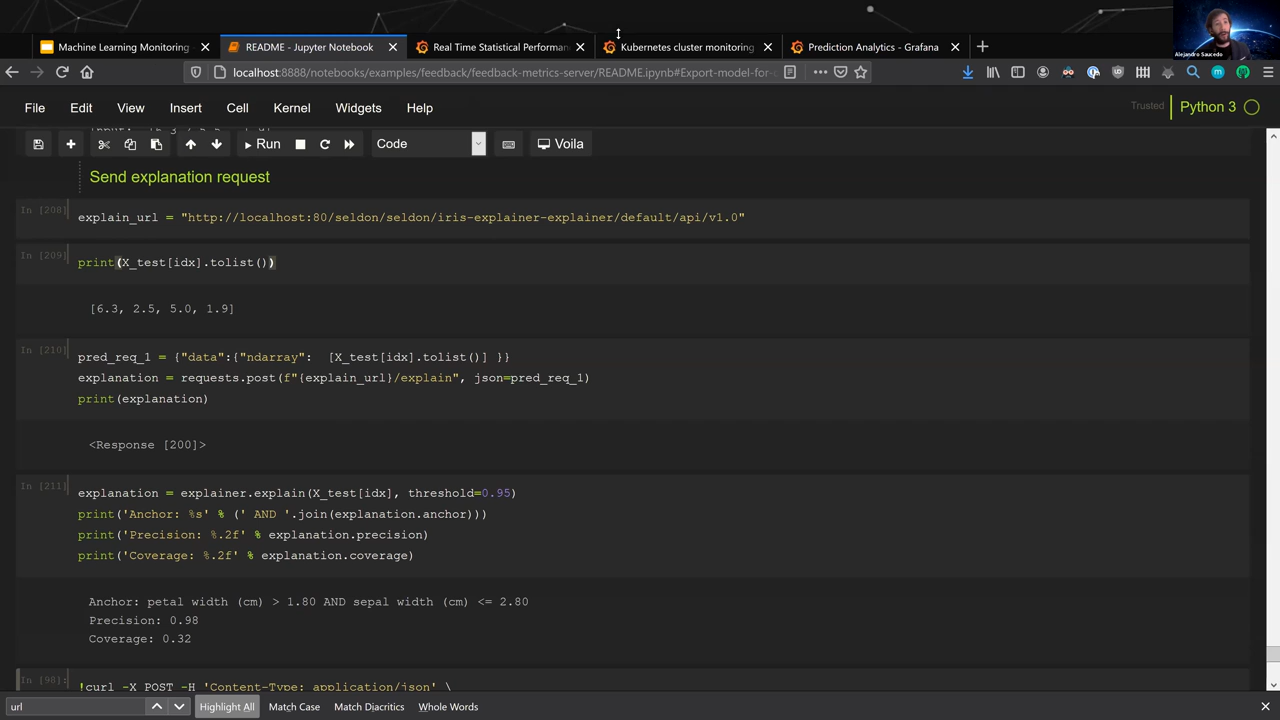 Machine Learning Monitoring
README - Jupyter Notebook
Real Time Statistical Performan
Kubernetes cluster monitoring
Prediction Analytics - Grafana
Alejandro Saucedo
localhost:8888/notebooks/examples/feedback/feedback-metrics-server/README.ipynb#Export-model-for-
File Edit View Insert Cell Kernel Widgets Help
Trusted
Python 3
Run
Code
Voila
Send explanation request
In [208]
explain_url = "http://localhost:80/seldon/seldon/iris-explainer-explainer/default/api/v1.0"
In [209]
print(X_test[idx].tolist())
[6.3, 2.5, 5.0, 1.9]
In [210]
pred_req_1 = {"data":{"ndarray": [X_test[idx].tolist()] }}
explanation = requests.post(f"{explain_url}/explain", json=pred_req_1)
print(explanation)
<Response [200]>
In [211]
explanation = explainer.explain(X_test[idx], threshold=0.95)
print('Anchor: %s' % (' AND '.join(explanation.anchor)))
print('Precision: %.2f' % explanation.precision)
print('Coverage: %.2f' % explanation.coverage)
Anchor: petal width (cm) > 1.80 AND sepal width (cm) <= 2.80
Precision: 0.98
Coverage: 0.32
In [90]
!curl -X POST -H 'Content-Type: application/json' \
url
Highlight All
Match Case
Match Diacritics
Whole Words